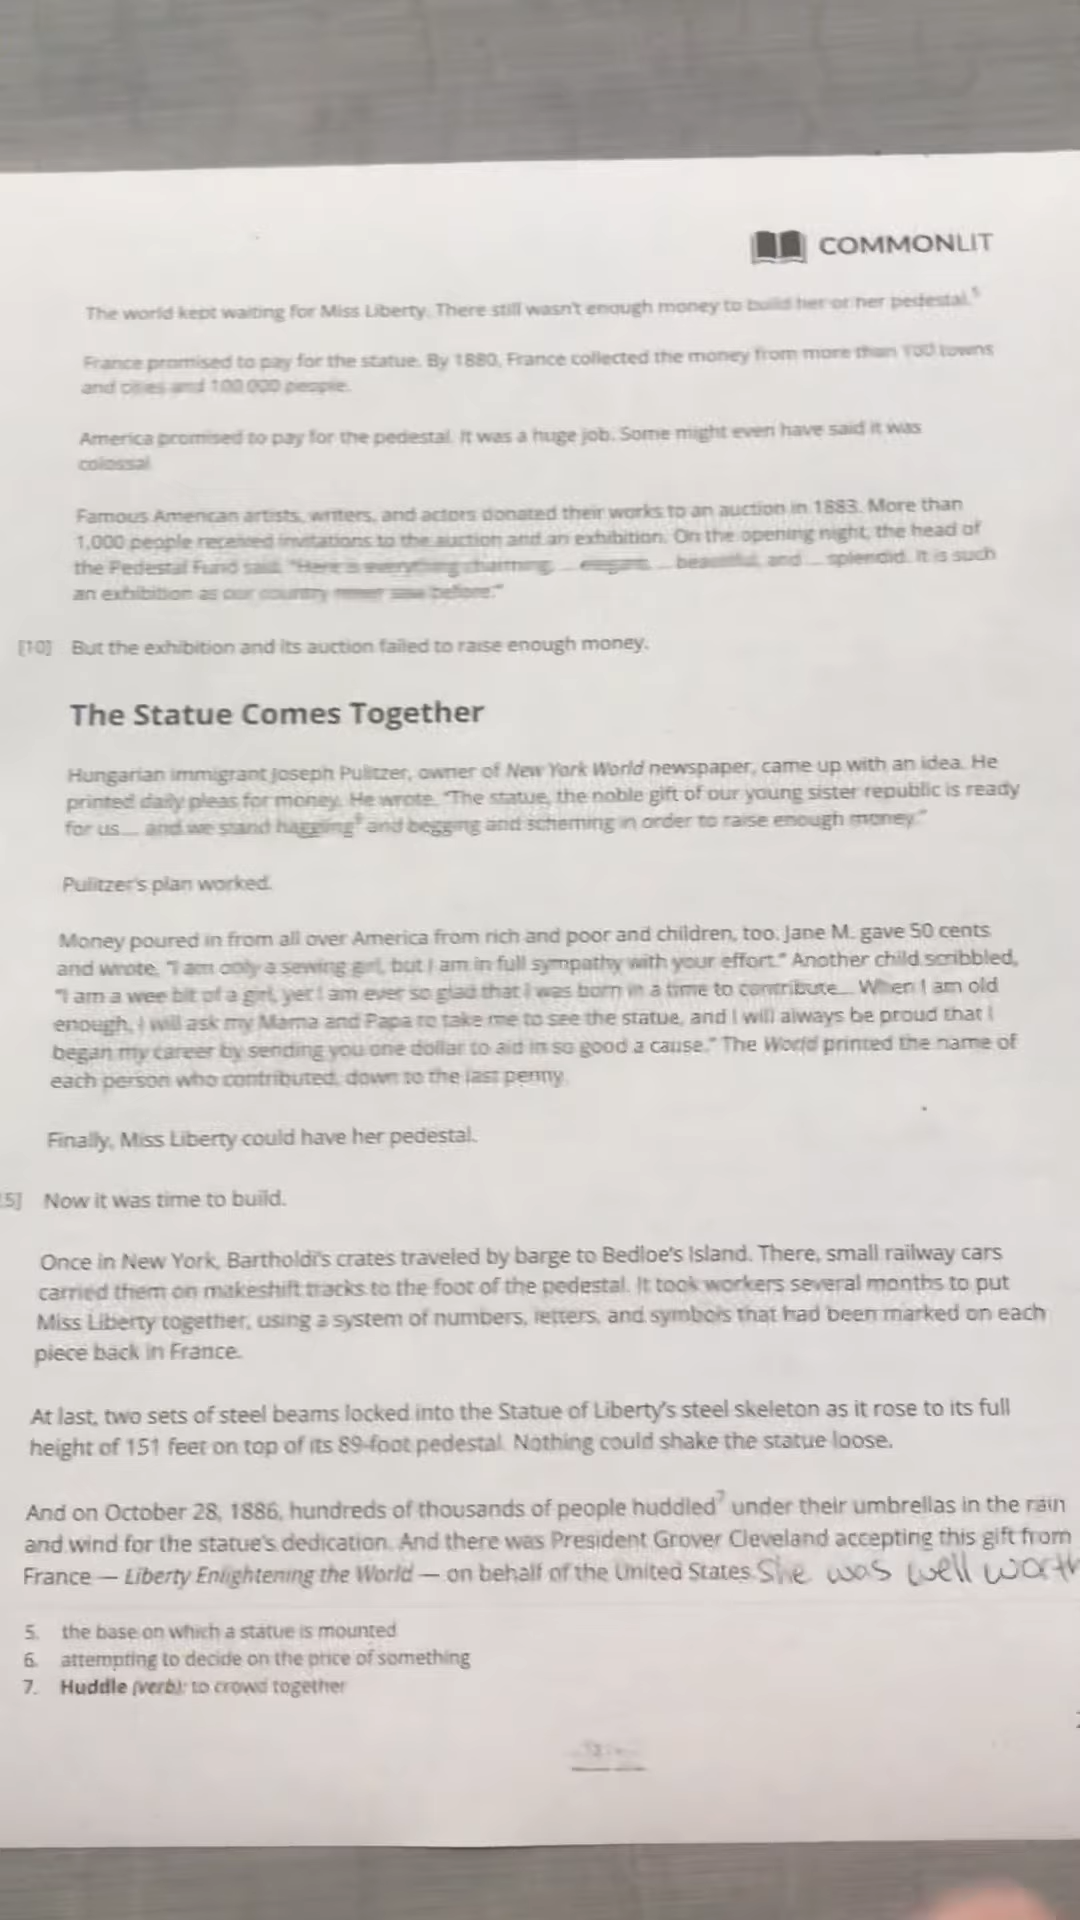 COMMONLIT
The world kept waiting for Miss Liberty. There still wasn't enough money to build her or her pedestal.⁵
France promised to pay for the statue. By 1880, France collected the money from more than 100 towns
and cities and 100,000 people.
America promised to pay for the pedestal. It was a huge job. Some might even have said it was
colossal.
Famous American artists, writers, and actors donated their works to an auction in 1883. More than
1,000 people received invitations to the auction and an exhibition. On the opening night, the head of
the Pedestal Fund said, "Here is everything charming, ... elegant, ... beautiful, and ... splendid. It is such
an exhibition as our country never saw before."
[10] But the exhibition and its auction failed to raise enough money.
The Statue Comes Together
Hungarian immigrant Joseph Pulitzer, owner of New York World newspaper, came up with an idea. He
printed daily pleas for money. He wrote, "The statue, the noble gift of our young sister republic is ready
for us... and we stand haggling⁶ and begging and scheming in order to raise enough money."
Pulitzer's plan worked.
Money poured in from all over America from rich and poor and children, too. Jane M. gave 50 cents
and wrote, "I am only a sewing girl, but I am in full sympathy with your effort." Another child scribbled,
"I am a wee bit of a girl, yet I am ever so glad that I was born in a time to contribute... When I am old
enough, I will ask my Mama and Papa to take me to see the statue, and I will always be proud that I
began my career by sending you one dollar to aid in so good a cause." The World printed the name of
each person who contributed, down to the last penny.
Finally, Miss Liberty could have her pedestal.
5] Now it was time to build.
Once in New York, Bartholdi's crates traveled by barge to Bedloe's Island. There, small railway cars
carried them on makeshift tracks to the foot of the pedestal. It took workers several months to put
Miss Liberty together, using a system of numbers, letters, and symbols that had been marked on each
piece back in France.
At last, two sets of steel beams locked into the Statue of Liberty's steel skeleton as it rose to its full
height of 151 feet on top of its 89-foot pedestal. Nothing could shake the statue loose.
And on October 28, 1886, hundreds of thousands of people huddled⁷ under their umbrellas in the rain
and wind for the statue's dedication. And there was President Grover Cleveland accepting this gift from
France — Liberty Enlightening the World — on behalf of the United States. She was well worth
5. the base on which a statue is mounted
6. attempting to decide on the price of something
7. Huddle (verb): to crowd together